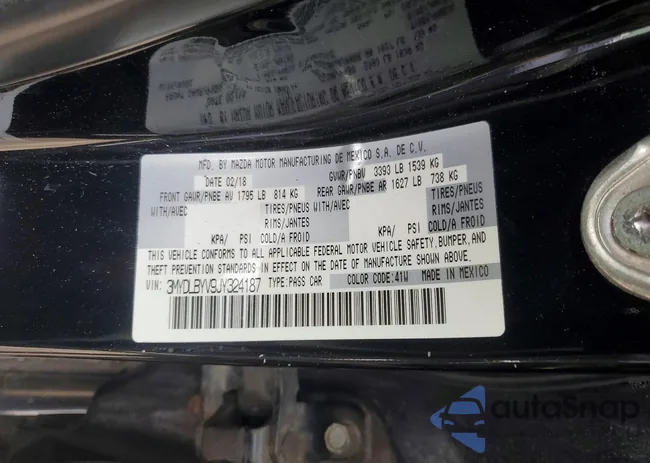 MFD. BY MAZDA MOTOR MANUFACTURING DE MEXICO S.A. DE C.V.
DATE 02/18 GVWR/PNBV 3393 LB 1539 KG
FRONT GAWR/PNBE AV 1795 LB 814 KG REAR GAWR/PNBE AR 1627 LB 738 KG
WITH/AVEC TIRES/PNEUS WITH/AVEC TIRES/PNEUS
RIMS/JANTES RIMS/JANTES
KPA/ PSI COLD/A FROID KPA/ PSI COLD/A FROID
THIS VEHICLE CONFORMS TO ALL APPLICABLE FEDERAL MOTOR VEHICLE SAFETY, BUMPER, AND
THEFT PREVENTION STANDARDS IN EFFECT ON THE DATE OF MANUFACTURE SHOWN ABOVE.
VIN: 3MYDLBYV9JY324187 TYPE:PASS CAR COLOR CODE:41W MADE IN MEXICO
autoSnap